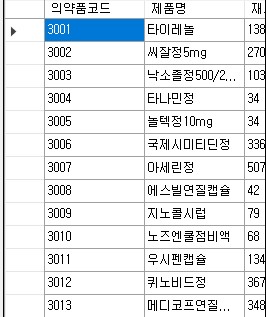 의약품코드 제품명 재
3001 타이레놀 138
3002 씨잘정5mg 270
3003 낙소졸정500/2... 103
3004 타나민정 34
3005 놀텍정10mg 34
3006 국제시미티딘정 336
3007 아세린정 507
3008 에스빌연질캡슐 42
3009 지노콜시럽 79
3010 노즈엔쿨점비액 68
3011 우시펜캡슐 134
3012 퀴노비드정 367
3013 메디코프연질... 348